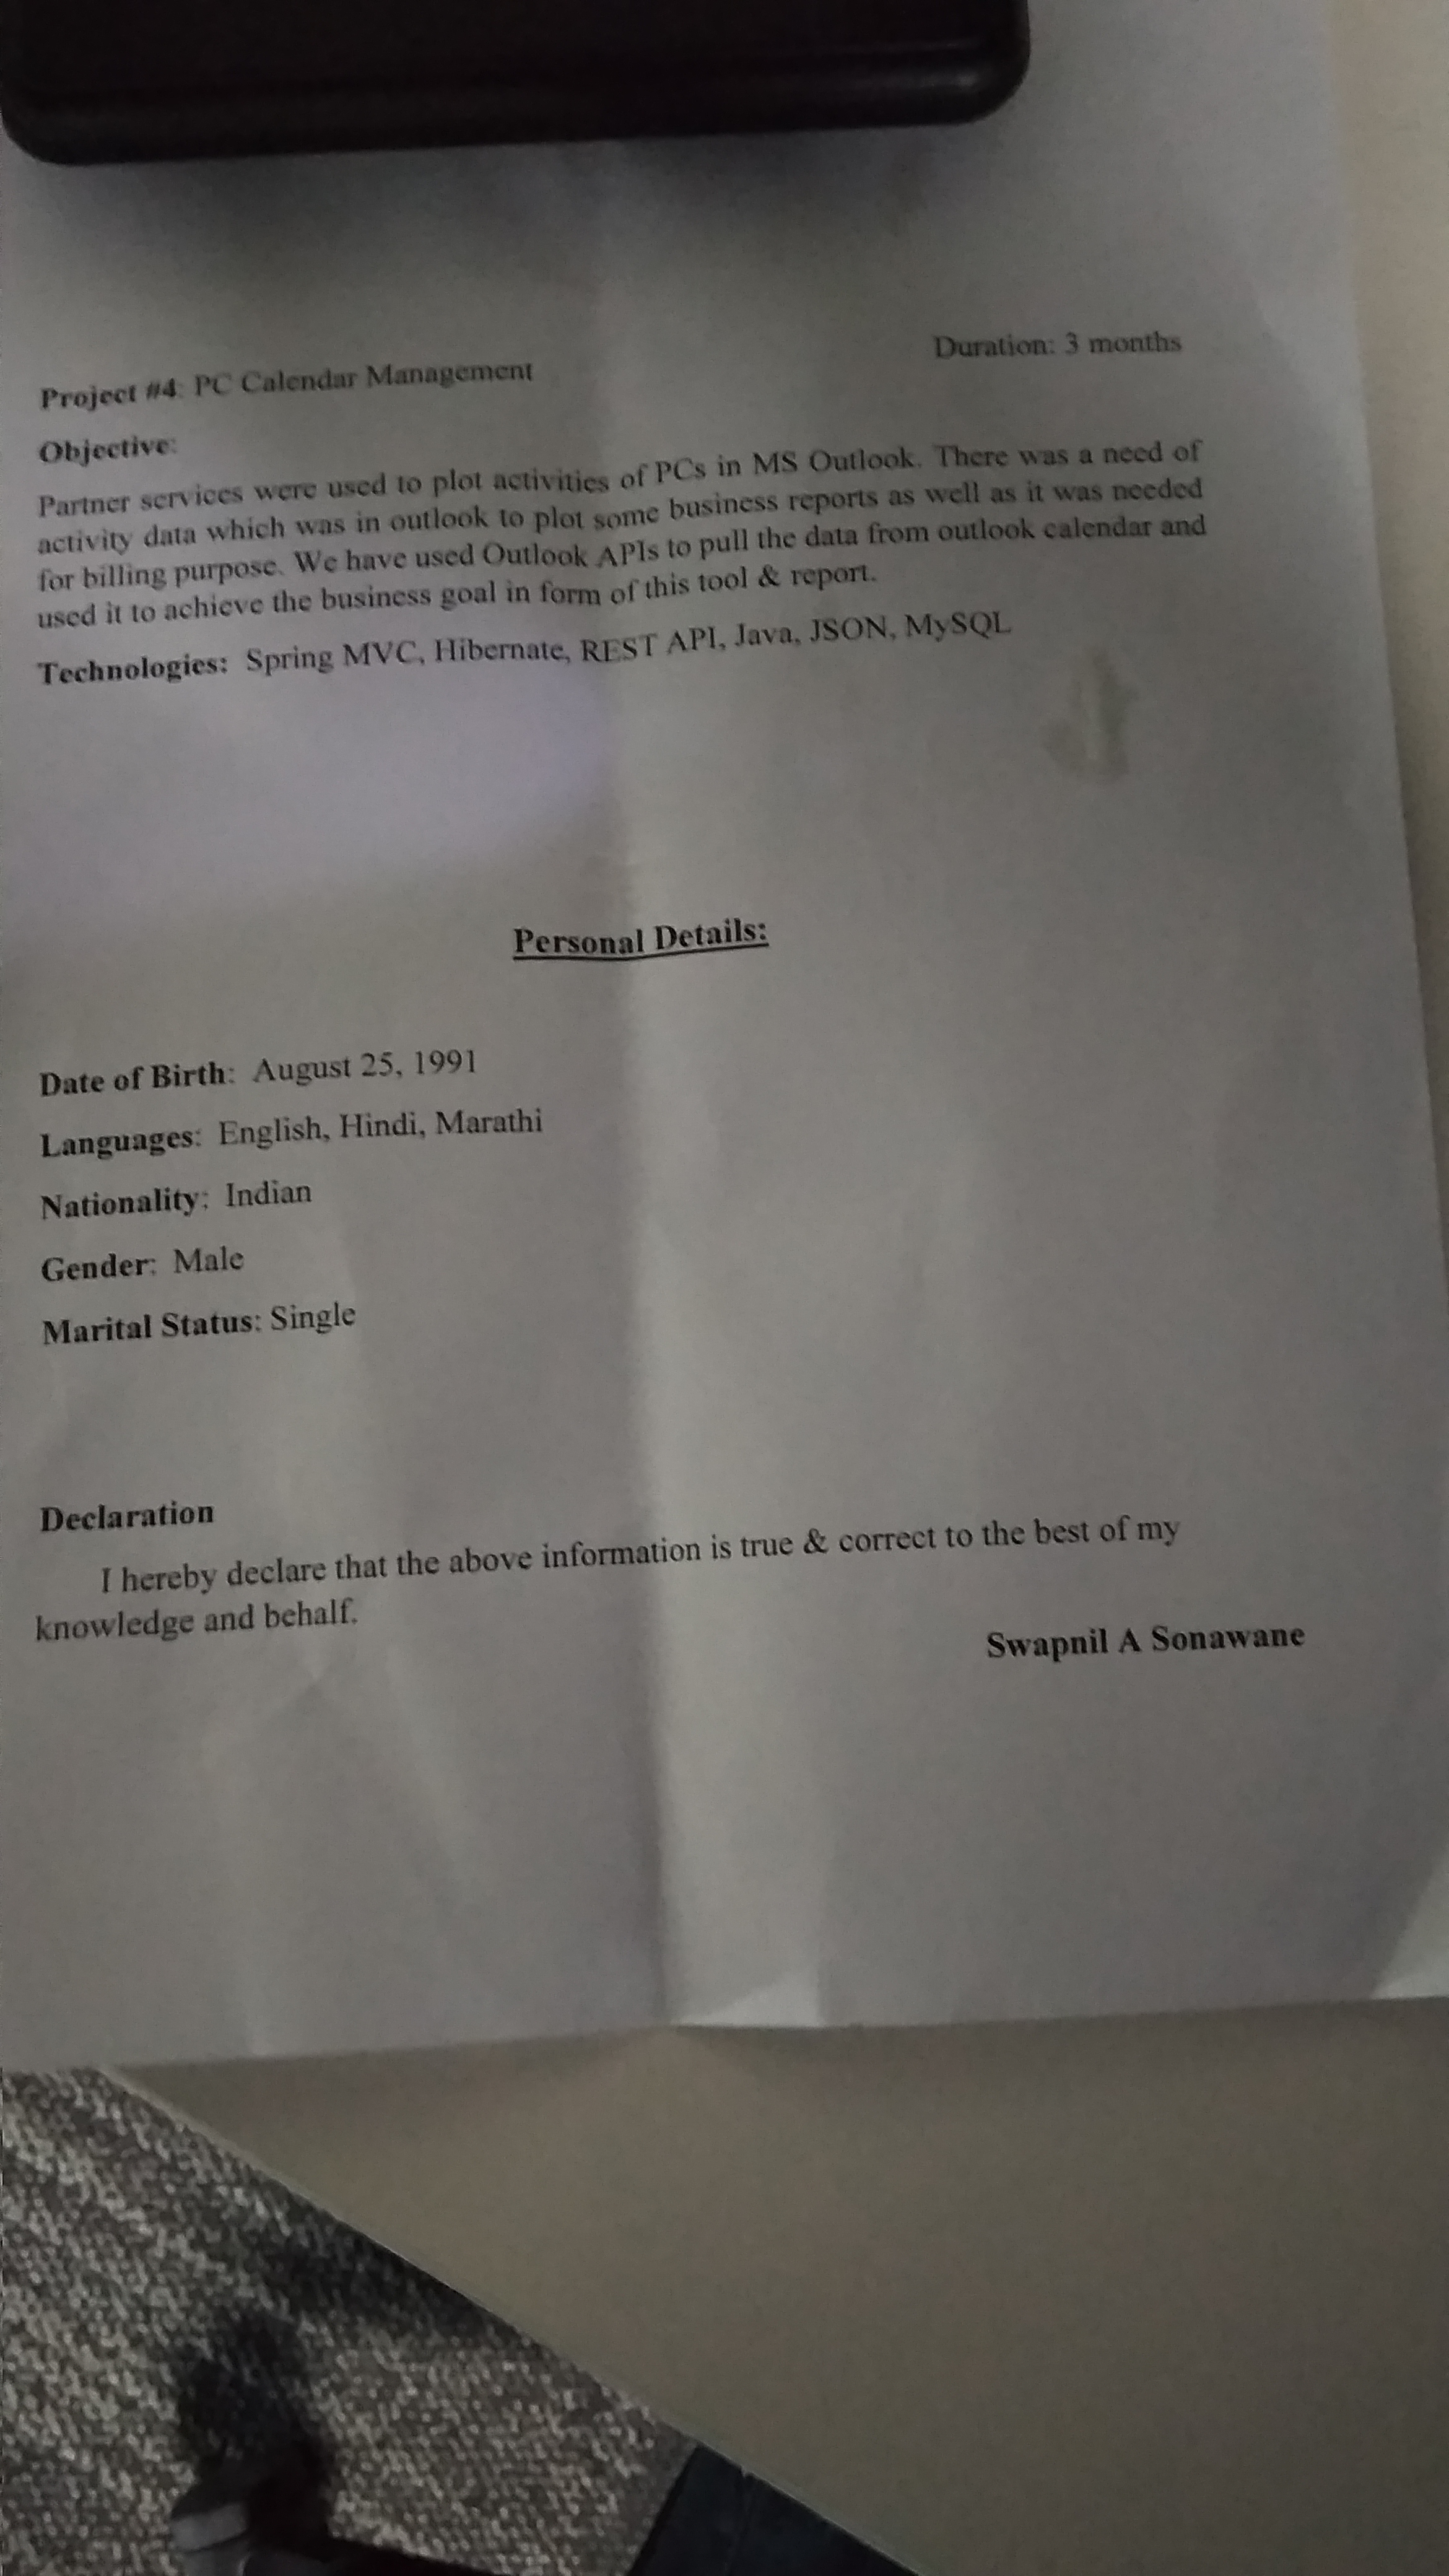 Project #4: PC Calendar Management Duration: 3 months
Objective:
Partner services were used to plot activities of PCs in MS Outlook. There was a need of
activity data which was in outlook to plot some business reports as well as it was needed
for billing purpose. We have used Outlook APIs to pull the data from outlook calendar and
used it to achieve the business goal in form of this tool & report.
Technologies: Spring MVC, Hibernate, REST API, Java, JSON, MySQL
Personal Details:
Date of Birth: August 25, 1991
Languages: English, Hindi, Marathi
Nationality: Indian
Gender: Male
Marital Status: Single
Declaration
I hereby declare that the above information is true & correct to the best of my
knowledge and behalf.
Swapnil A Sonawane